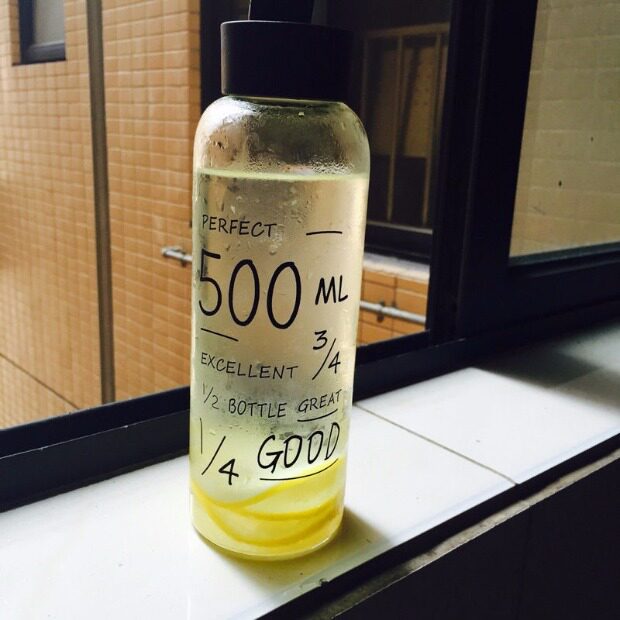 PERFECT
500 ML
EXCELLENT 3/4
1/2 BOTTLE GREAT
1/4 GOOD